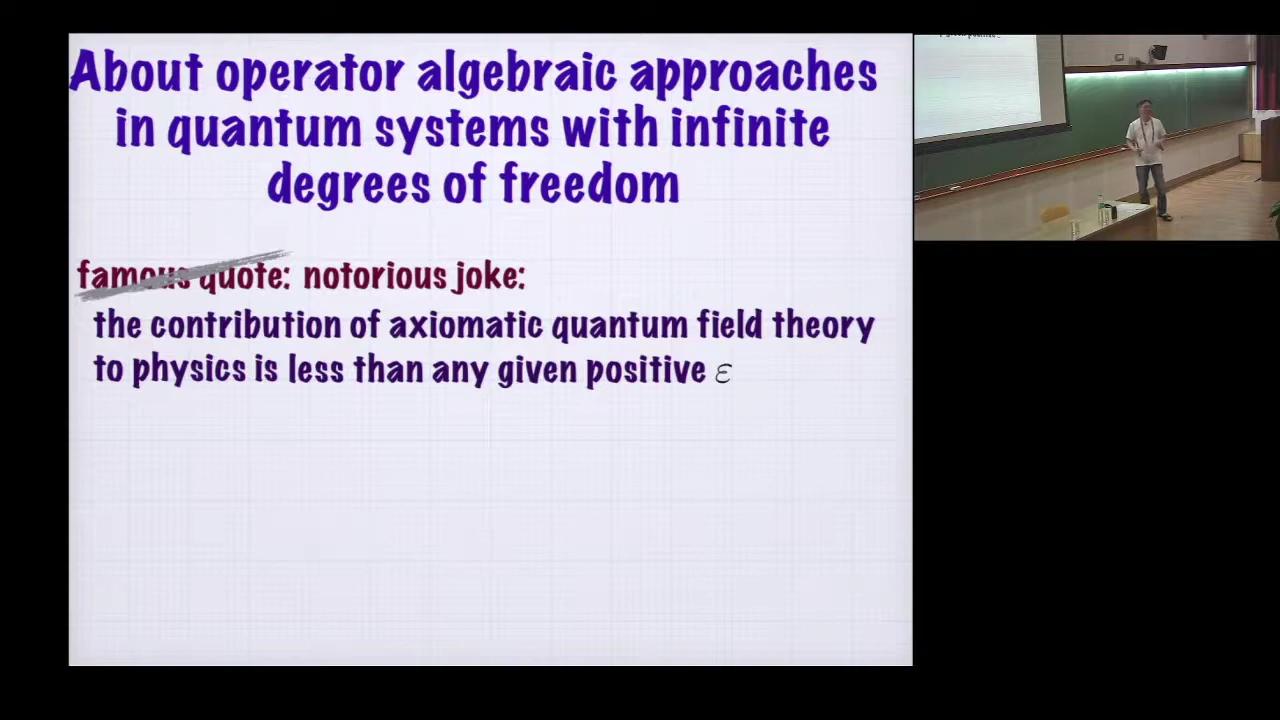 About operator algebraic approaches
in quantum systems with infinite
degrees of freedom
famous quote: notorious joke:
the contribution of axiomatic quantum field theory
to physics is less than any given positive ε